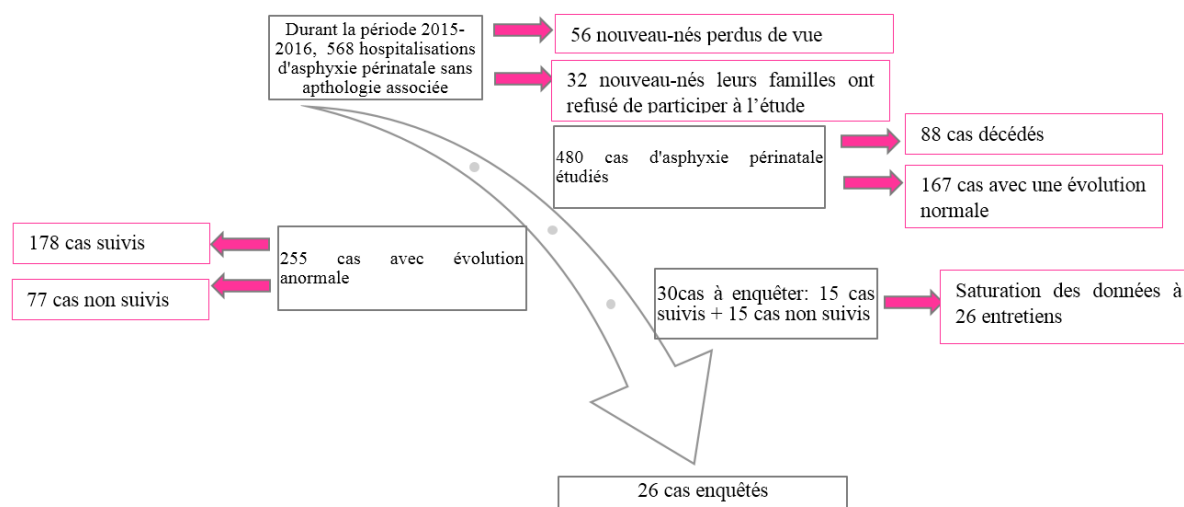 Durant la période 2015-
2016, 568 hospitalisations
d'asphyxie périnatale sans
apthologie associée
56 nouveau-nés perdus de vue
32 nouveau-nés leurs familles ont
refusé de participer à l'étude
480 cas d'asphyxie périnatale
étudiés
88 cas décédés
167 cas avec une évolution
normale
255 cas avec évolution
anormale
178 cas suivis
77 cas non suivis
30cas à enquêter: 15 cas
suivis + 15 cas non suivis
Saturation des données à
26 entretiens
26 cas enquêtés